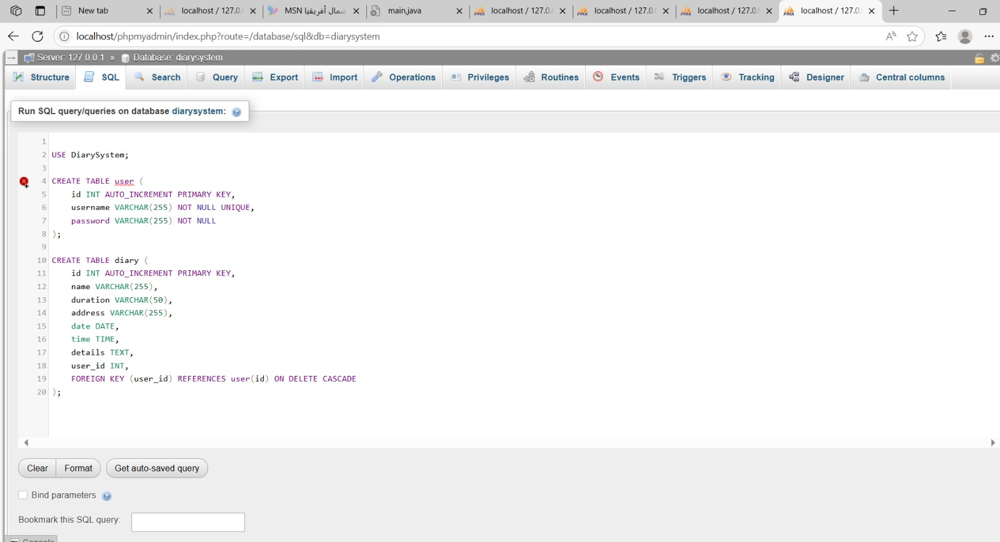 New tab
localhost / 127.0.
MSN شمال أفريقيا
main.java
localhost / 127.0.
localhost / 127.0.
localhost / 127.0.
localhost / 127.0.
localhost/phpmyadmin/index.php?route=/database/sql&db=diarysystem
Server: 127.0.0.1 » Database: diarysystem
Structure SQL Search Query Export Import Operations Privileges Routines Events Triggers Tracking Designer Central columns
Run SQL query/queries on database diarysystem:
1
2 USE DiarySystem;
3
4 CREATE TABLE user (
5 id INT AUTO_INCREMENT PRIMARY KEY,
6 username VARCHAR(255) NOT NULL UNIQUE,
7 password VARCHAR(255) NOT NULL
8 );
9
10 CREATE TABLE diary (
11 id INT AUTO_INCREMENT PRIMARY KEY,
12 name VARCHAR(255),
13 duration VARCHAR(50),
14 address VARCHAR(255),
15 date DATE,
16 time TIME,
17 details TEXT,
18 user_id INT,
19 FOREIGN KEY (user_id) REFERENCES user(id) ON DELETE CASCADE
20 );
Clear Format Get auto-saved query
Bind parameters
Bookmark this SQL query:
Console